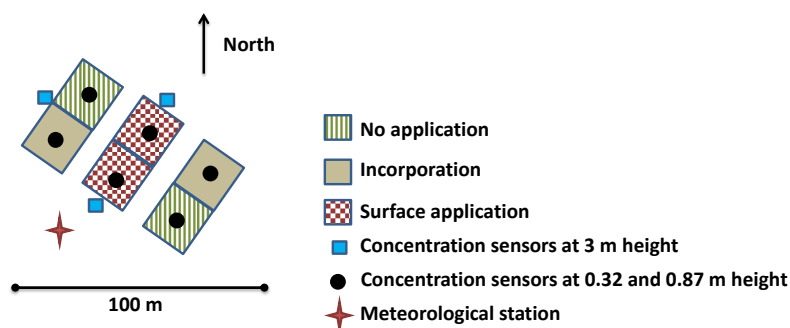 North
No application
Incorporation
Surface application
Concentration sensors at 3 m height
Concentration sensors at 0.32 and 0.87 m height
Meteorological station
100 m